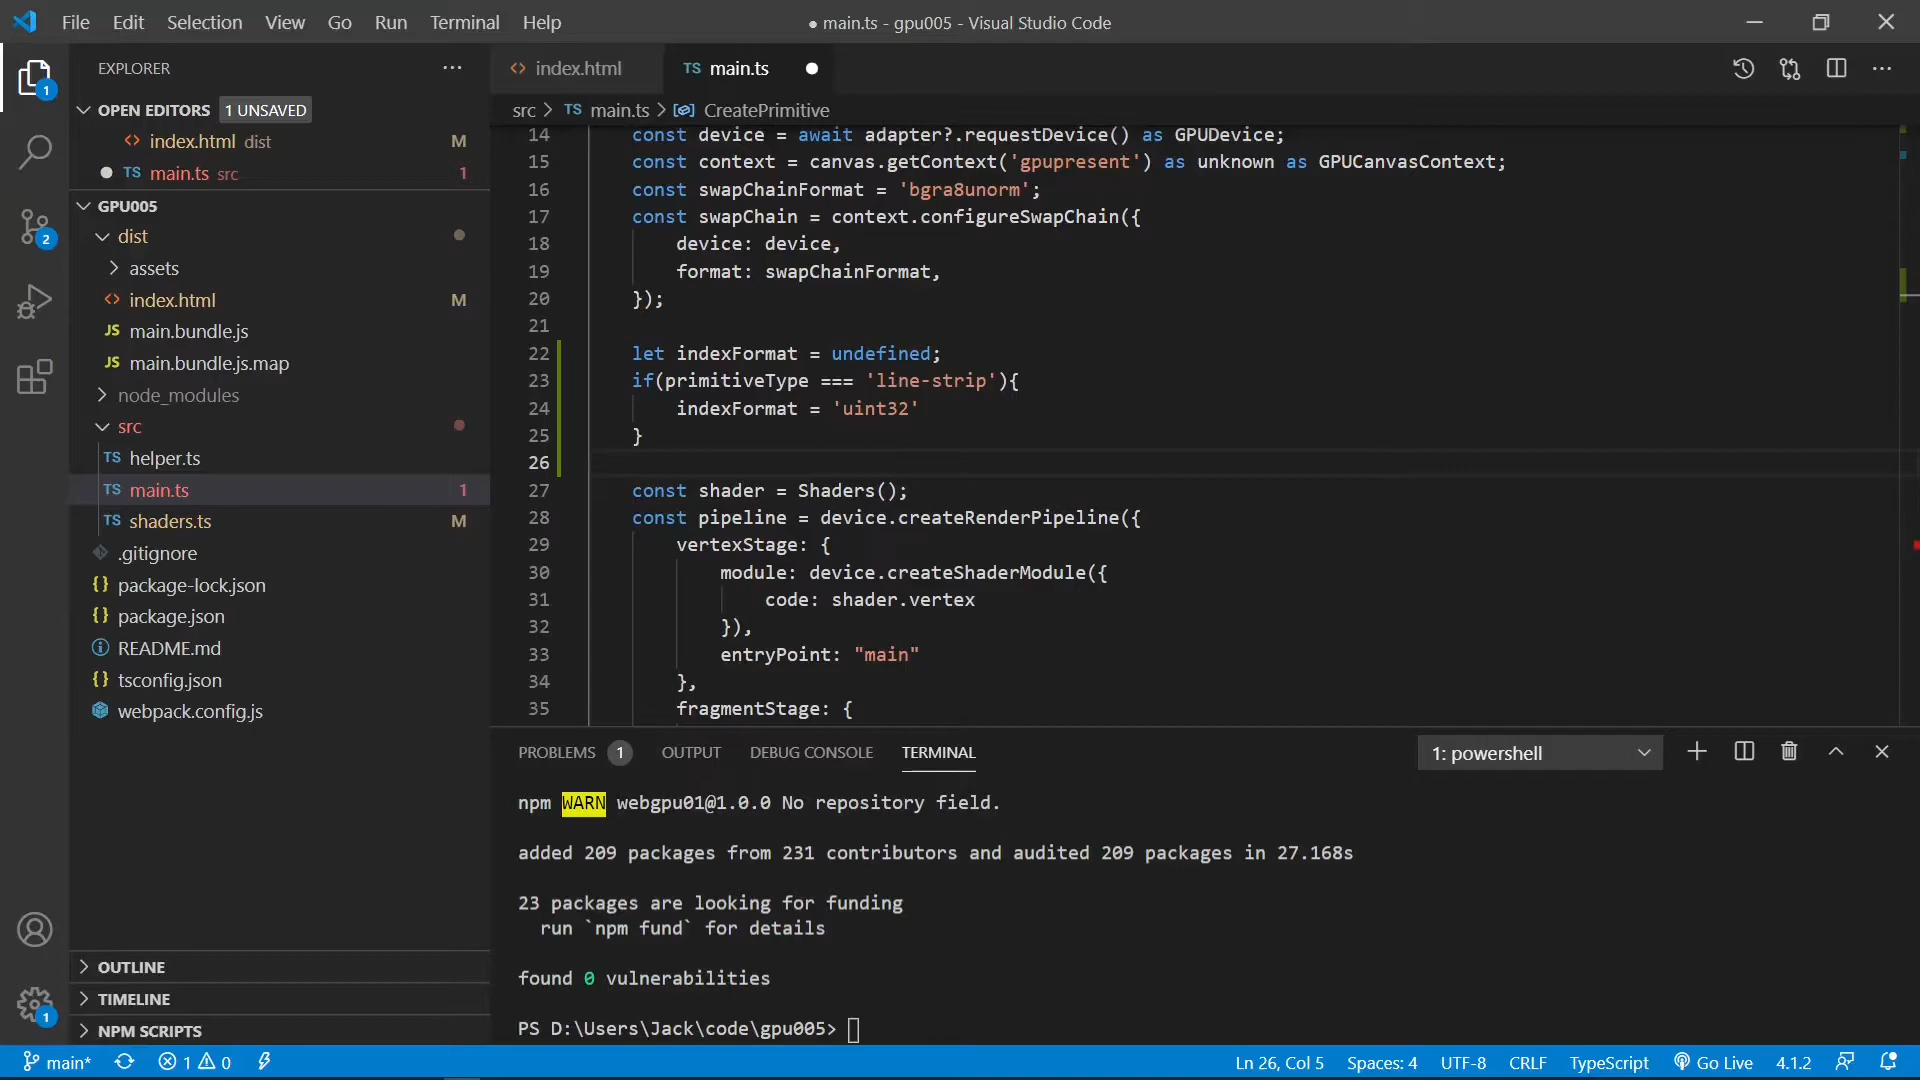 File Edit Selection View Go Run Terminal Help
● main.ts - gpu005 - Visual Studio Code
EXPLORER
OPEN EDITORS 1 UNSAVED
index.html dist M
TS main.ts src 1
GPU005
dist
assets
index.html M
JS main.bundle.js
JS main.bundle.js.map
node_modules
src
TS helper.ts
TS main.ts 1
TS shaders.ts M
.gitignore
{} package-lock.json
{} package.json
README.md
{} tsconfig.json
webpack.config.js
OUTLINE
TIMELINE
NPM SCRIPTS
1
2
1
index.html
TS main.ts
src > TS main.ts > CreatePrimitive
14 const device = await adapter?.requestDevice() as GPUDevice;
15 const context = canvas.getContext('gpupresent') as unknown as GPUCanvasContext;
16 const swapChainFormat = 'bgra8unorm';
17 const swapChain = context.configureSwapChain({
18 device: device,
19 format: swapChainFormat,
20 });
21
22 let indexFormat = undefined;
23 if(primitiveType === 'line-strip'){
24 indexFormat = 'uint32'
25 }
26
27 const shader = Shaders();
28 const pipeline = device.createRenderPipeline({
29 vertexStage: {
30 module: device.createShaderModule({
31 code: shader.vertex
32 }),
33 entryPoint: "main"
34 },
35 fragmentStage: {
PROBLEMS 1 OUTPUT DEBUG CONSOLE TERMINAL 1: powershell
npm WARN webgpu01@1.0.0 No repository field.
added 209 packages from 231 contributors and audited 209 packages in 27.168s
23 packages are looking for funding
run `npm fund` for details
found 0 vulnerabilities
PS D:\Users\Jack\code\gpu005>
main* 1 0 Ln 26, Col 5 Spaces: 4 UTF-8 CRLF TypeScript Go Live 4.1.2